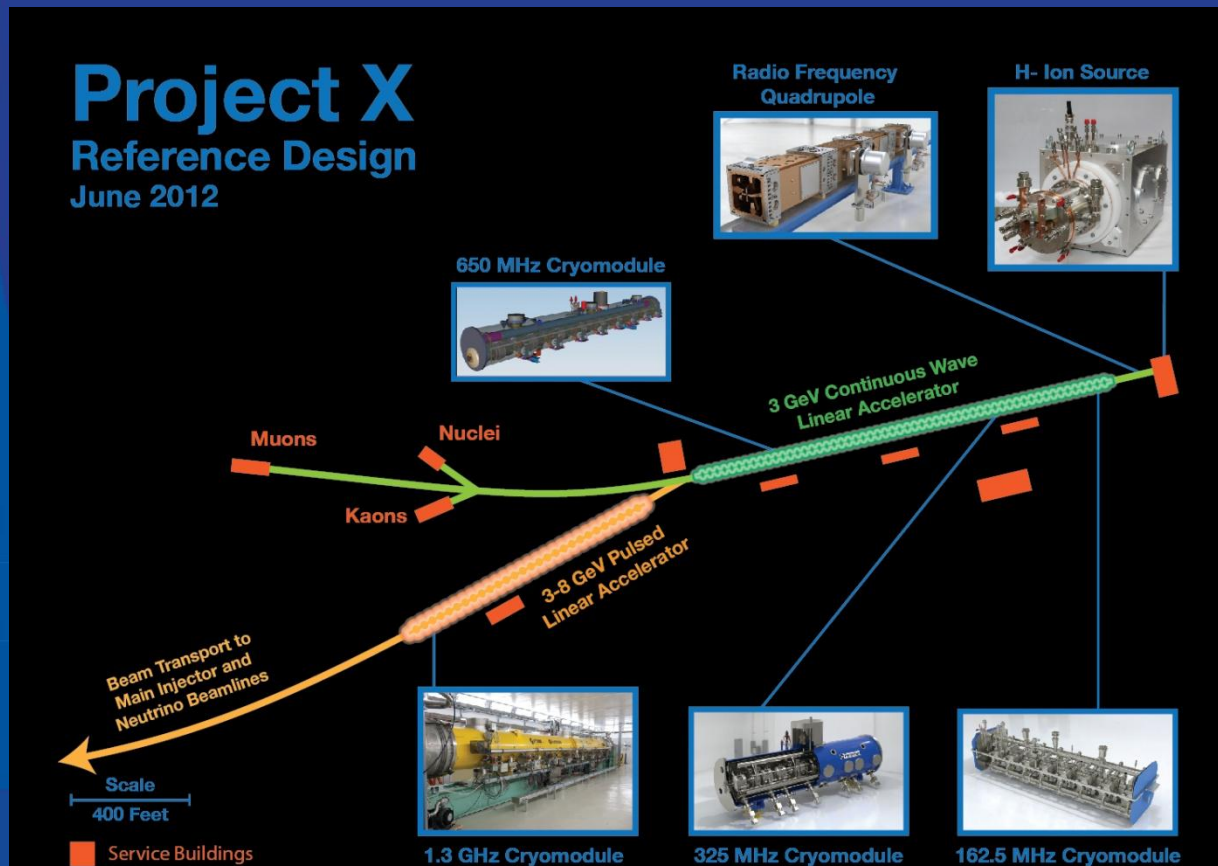 Project X
Reference Design
June 2012
Radio Frequency
Quadrupole
H- Ion Source
650 MHz Cryomodule
3 GeV Continuous Wave
Linear Accelerator
Muons
Nuclei
Kaons
3-8 GeV Pulsed
Linear Accelerator
Beam Transport to
Main Injector and
Neutrino Beamlines
Scale
400 Feet
Service Buildings
1.3 GHz Cryomodule
325 MHz Cryomodule
162.5 MHz Cryomodule